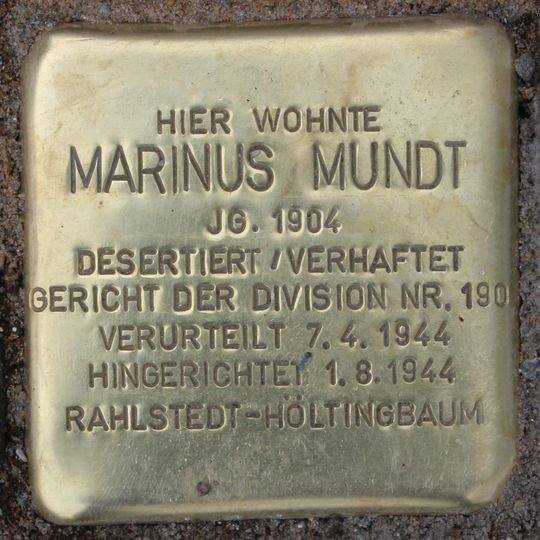 HIER WOHNTE
MARINUS MUNDT
JG. 1904
DESERTIERT / VERHAFTET
GERICHT DER DIVISION NR. 190
VERURTEILT 7.4.1944
HINGERICHTET 1.8.1944
RAHLSTEDT-HÖLTINGBAUM